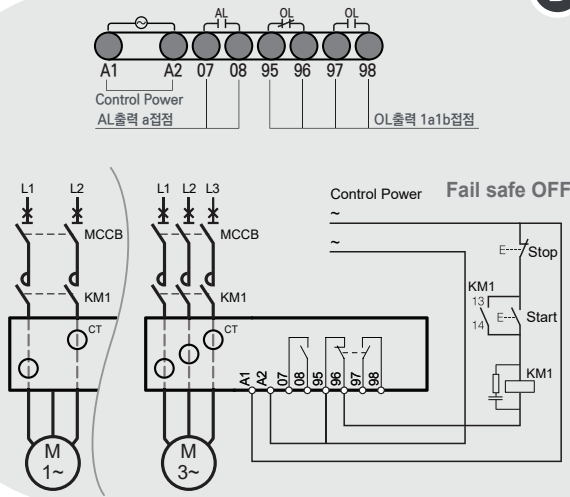 AL OL OL
A1 A2 07 08 95 96 97 98
Control Power
AL출력 a접점 OL출력 1a1b접점
L1 L2 L1 L2 L3 Control Power Fail safe OFF
~
~
MCCB MCCB
E Stop
KM1 KM1 KM1
13
14
E Start
CT CT
KM1
A1 A2 07 08 95 96 97 98
M M
1~ 3~